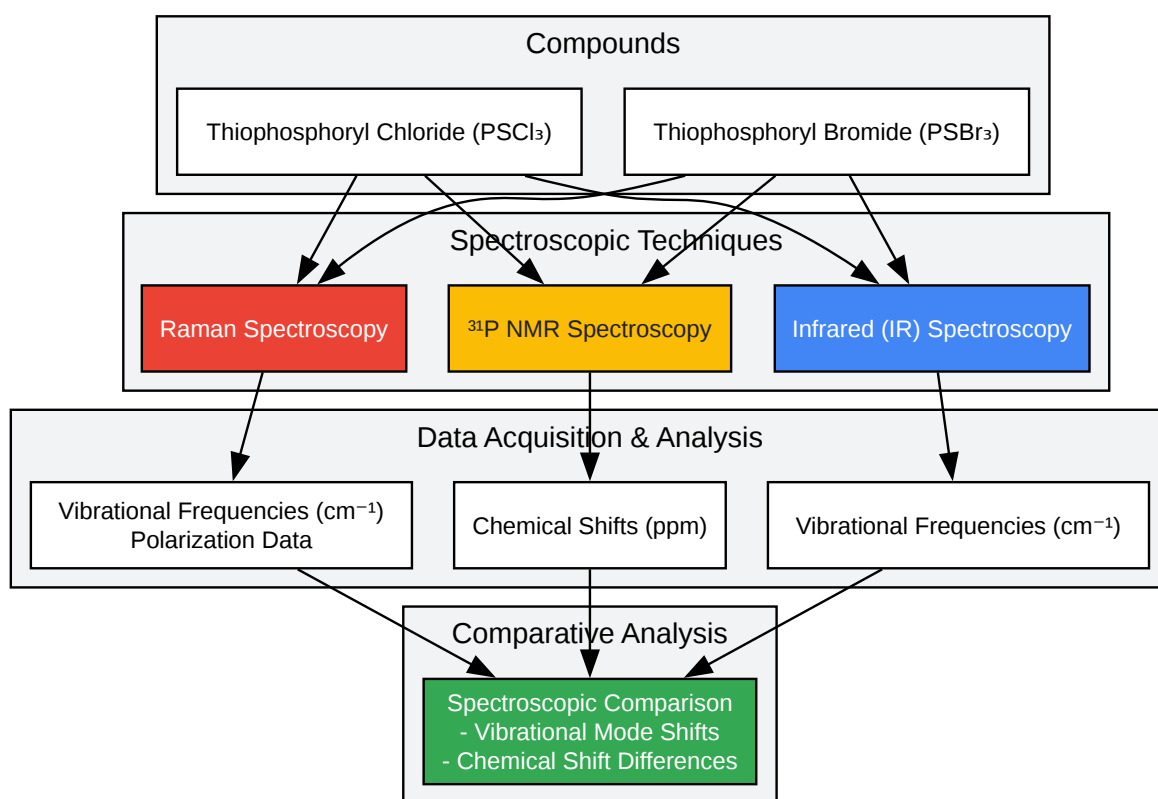 Compounds
Thiophosphoryl Chloride (PSCl₃)
Thiophosphoryl Bromide (PSBr₃)
Spectroscopic Techniques
Raman Spectroscopy
³¹P NMR Spectroscopy
Infrared (IR) Spectroscopy
Data Acquisition & Analysis
Vibrational Frequencies (cm⁻¹)
Polarization Data
Chemical Shifts (ppm)
Vibrational Frequencies (cm⁻¹)
Comparative Analysis
Spectroscopic Comparison
- Vibrational Mode Shifts
- Chemical Shift Differences